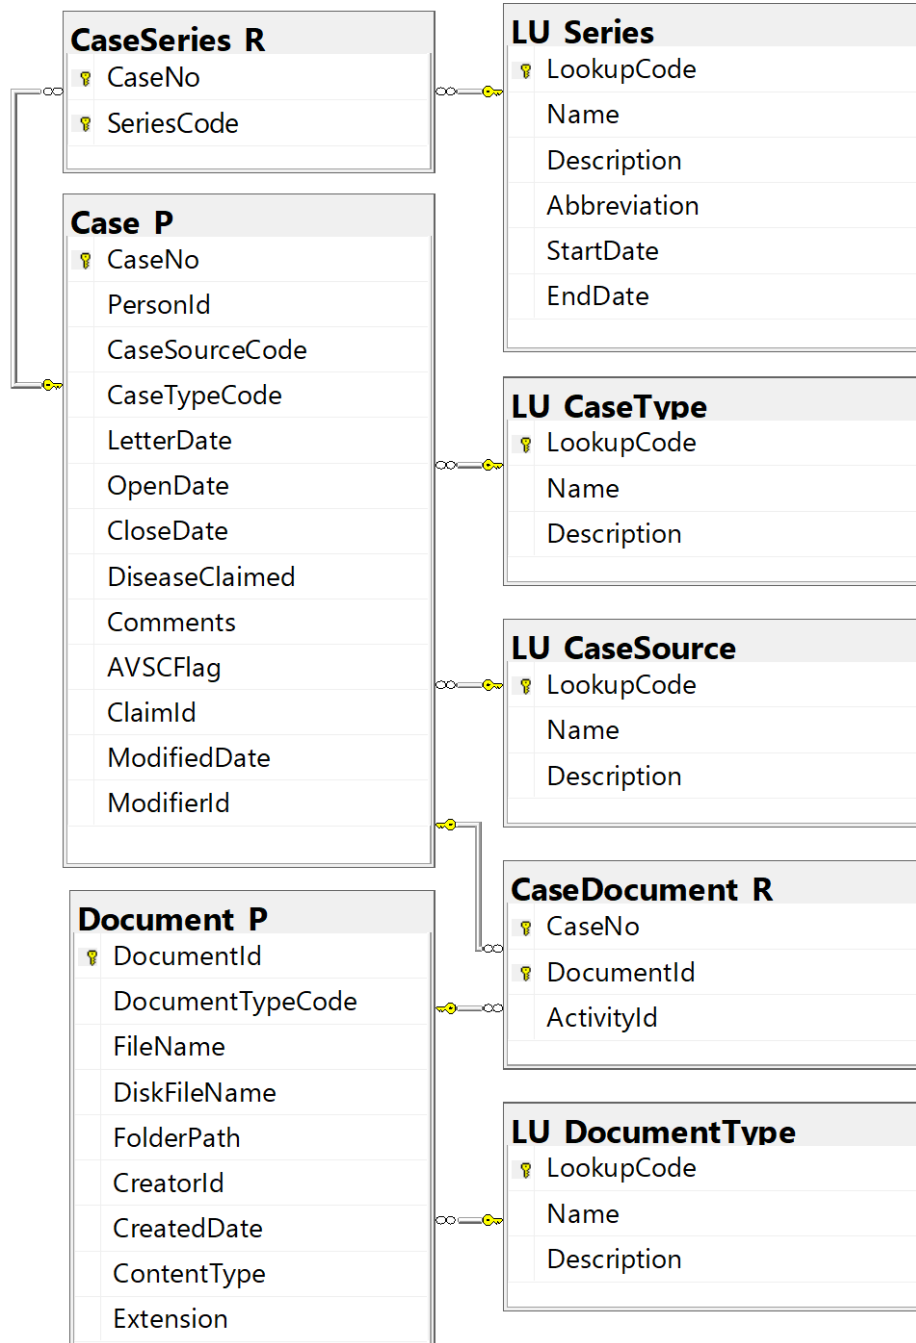 CaseSeries_R
CaseNo
SeriesCode
Case_P
CaseNo
PersonId
CaseSourceCode
CaseTypeCode
LetterDate
OpenDate
CloseDate
DiseaseClaimed
Comments
AVSCFlag
ClaimId
ModifiedDate
ModifierId
Document_P
DocumentId
DocumentTypeCode
FileName
DiskFileName
FolderPath
CreatorId
CreatedDate
ContentType
Extension
LU_Series
LookupCode
Name
Description
Abbreviation
StartDate
EndDate
LU_CaseType
LookupCode
Name
Description
LU_CaseSource
LookupCode
Name
Description
CaseDocument_R
CaseNo
DocumentId
ActivityId
LU_DocumentType
LookupCode
Name
Description